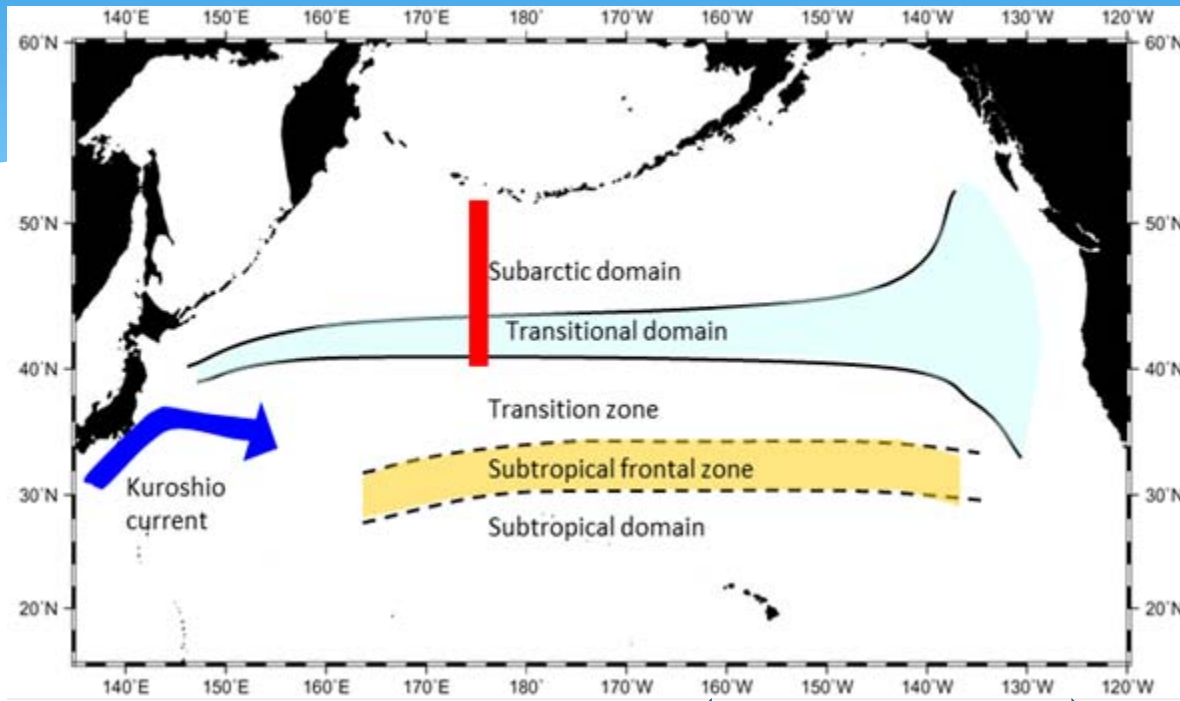 140°E 150°E 160°E 170°E 180° 170°W 160°W 150°W 140°W 130°W 120°W
60°N 60°N
50°N 50°N
Subarctic domain
Transitional domain
40°N 40°N
Transition zone
Subtropical frontal zone
30°N 30°N
Kuroshio
current
Subtropical domain
20°N 20°N
140°E 150°E 160°E 170°E 180° 170°W 160°W 150°W 140°W 130°W 120°W